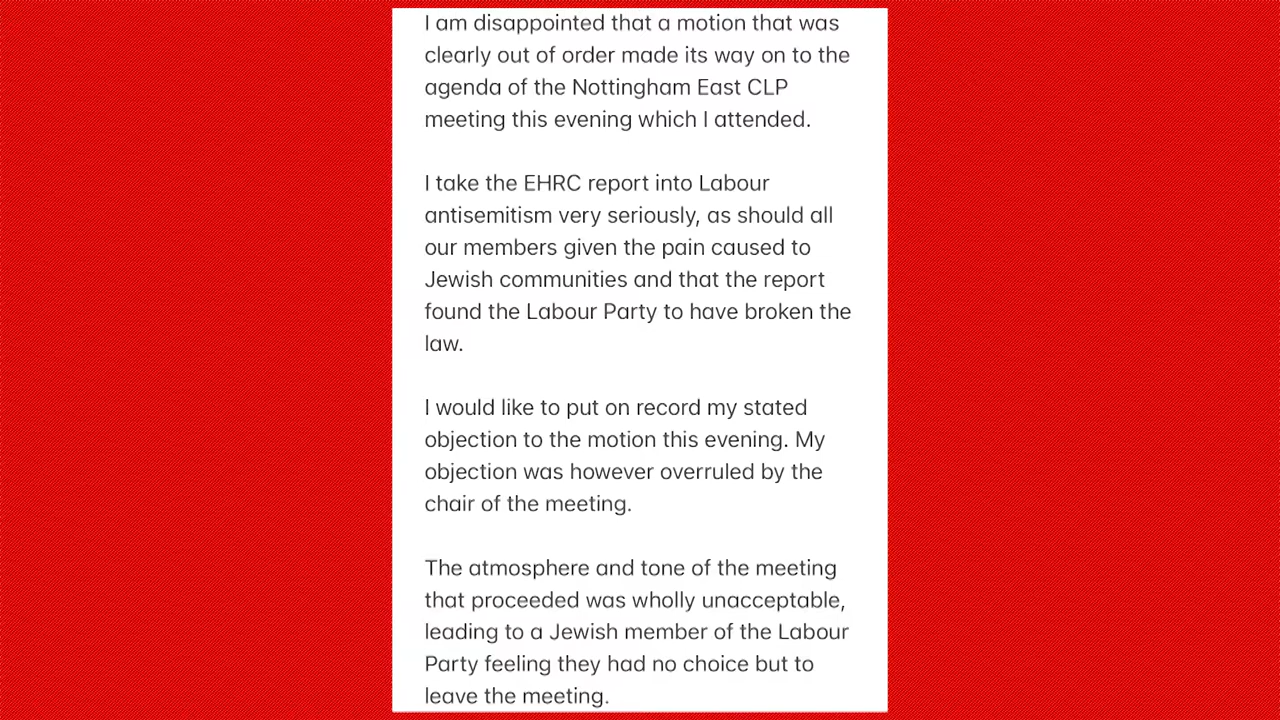 I am disappointed that a motion that was
clearly out of order made its way on to the
agenda of the Nottingham East CLP
meeting this evening which I attended.
I take the EHRC report into Labour
antisemitism very seriously, as should all
our members given the pain caused to
Jewish communities and that the report
found the Labour Party to have broken the
law.
I would like to put on record my stated
objection to the motion this evening. My
objection was however overruled by the
chair of the meeting.
The atmosphere and tone of the meeting
that proceeded was wholly unacceptable,
leading to a Jewish member of the Labour
Party feeling they had no choice but to
leave the meeting.